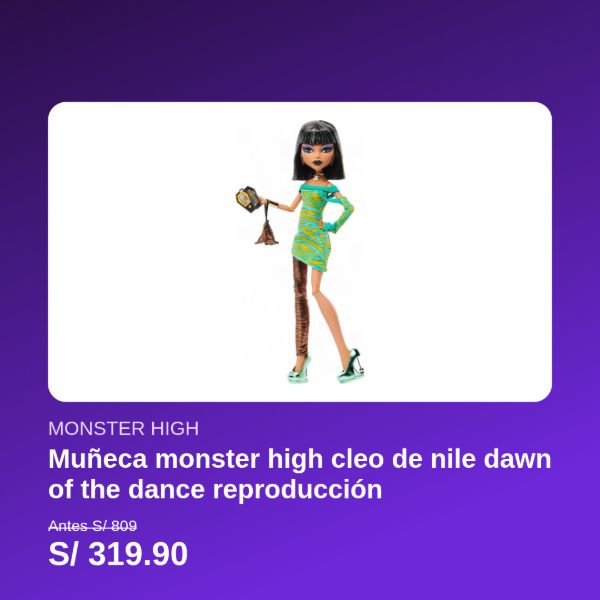 MONSTER HIGH
Muñeca monster high cleo de nile dawn
of the dance reproducción
Antes S/ 809
S/ 319.90